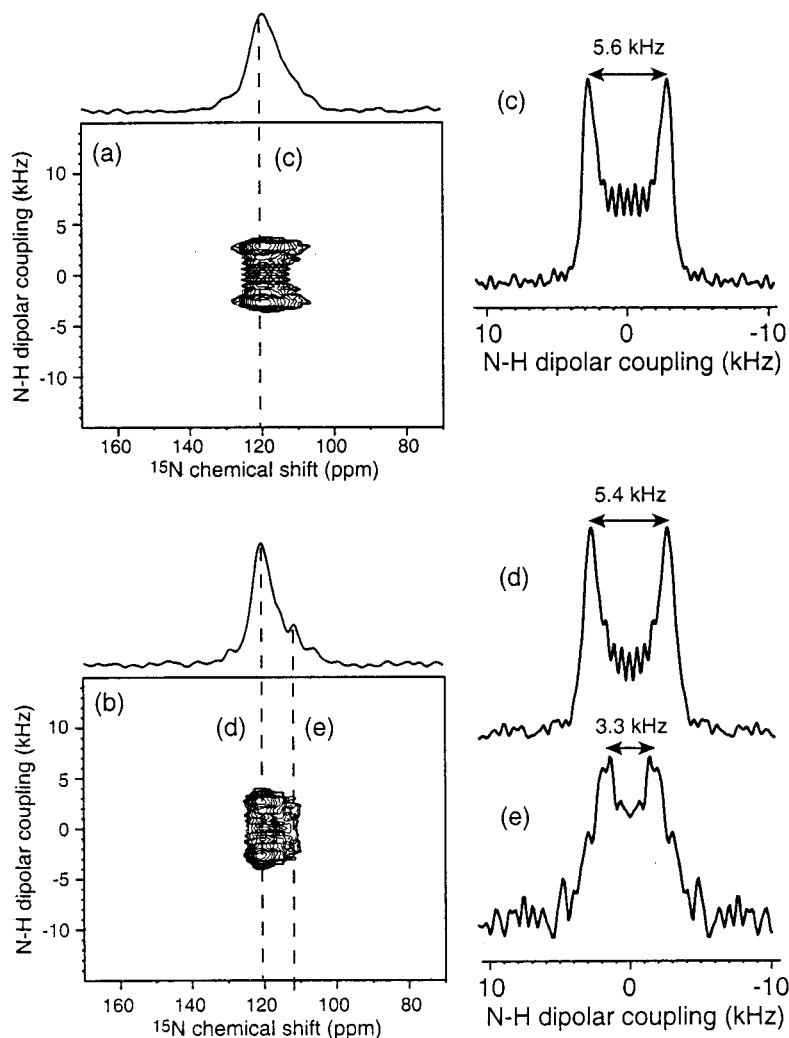 (a)
(c)
N-H dipolar coupling (kHz)
10
5
0
-5
-10
160 140 120 100 80
¹⁵N chemical shift (ppm)
5.6 kHz
(c)
10 0 -10
N-H dipolar coupling (kHz)
(b)
(d)
(e)
N-H dipolar coupling (kHz)
10
5
0
-5
-10
160 140 120 100 80
¹⁵N chemical shift (ppm)
5.4 kHz
(d)
3.3 kHz
(e)
10 0 -10
N-H dipolar coupling (kHz)